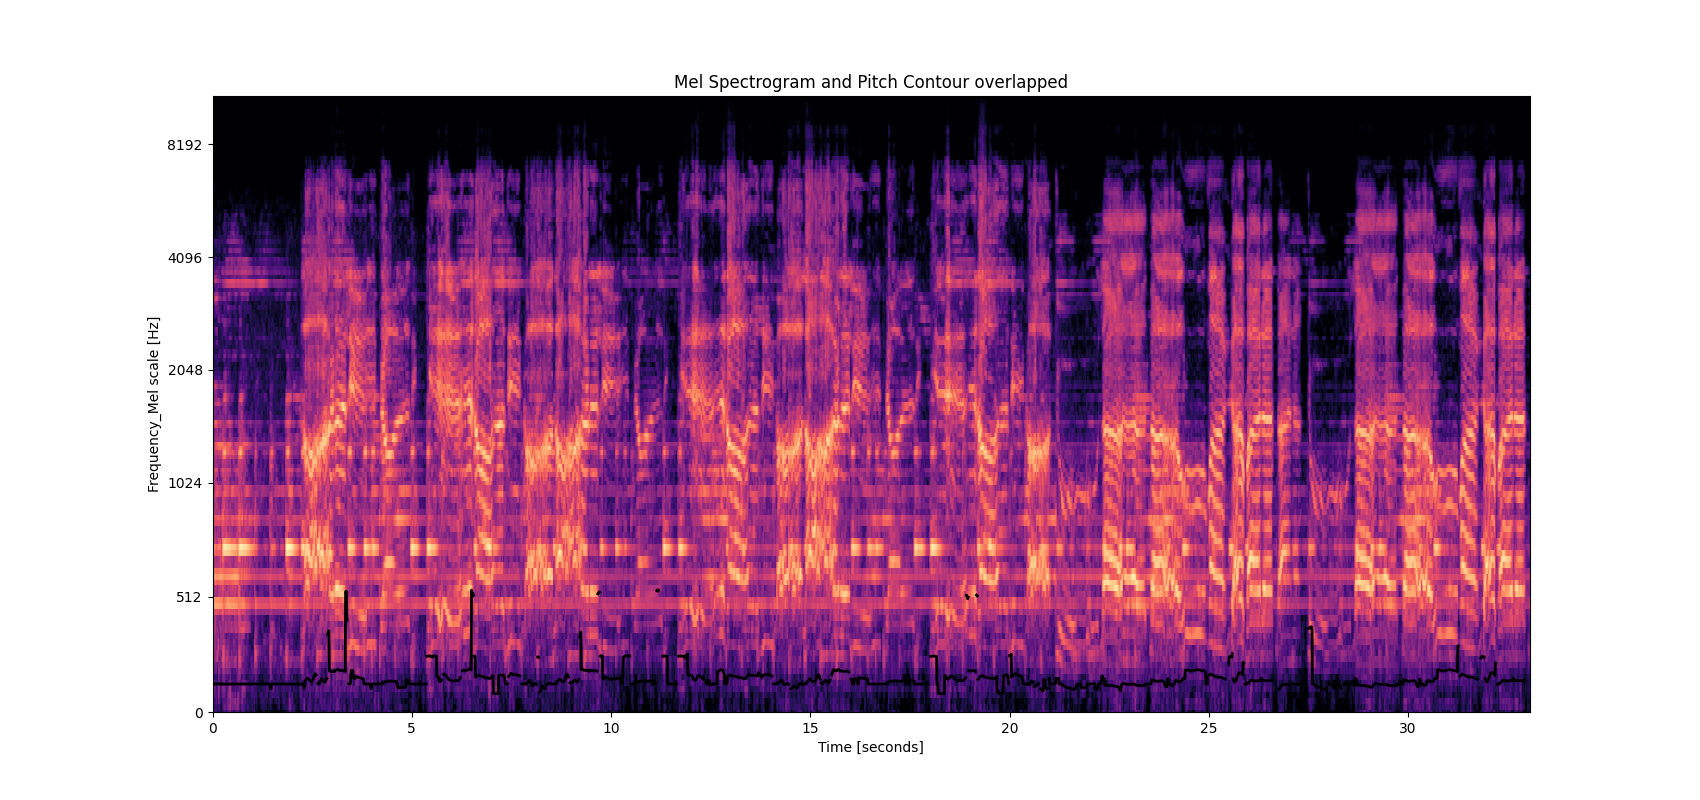 Mel Spectrogram and Pitch Contour overlapped
8192
4096
2048
1024
512
0
Frequency_Mel scale [Hz]
0 5 10 15 20 25 30
Time [seconds]